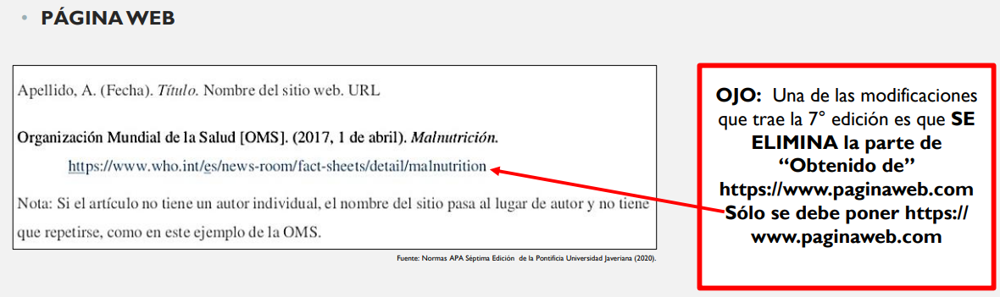 • PÁGINA WEB
Apellido, A. (Fecha). Título. Nombre del sitio web. URL
Organización Mundial de la Salud [OMS]. (2017, 1 de abril). Malnutrición.
https://www.who.int/es/news-room/fact-sheets/detail/malnutrition
Nota: Si el artículo no tiene un autor individual, el nombre del sitio pasa al lugar de autor y no tiene
que repetirse, como en este ejemplo de la OMS.
Fuente: Normas APA Séptima Edición de la Pontificia Universidad Javeriana (2020).
OJO: Una de las modificaciones
que trae la 7° edición es que SE
ELIMINA la parte de
“Obtenido de”
https://www.paginaweb.com
Sólo se debe poner https://
www.paginaweb.com